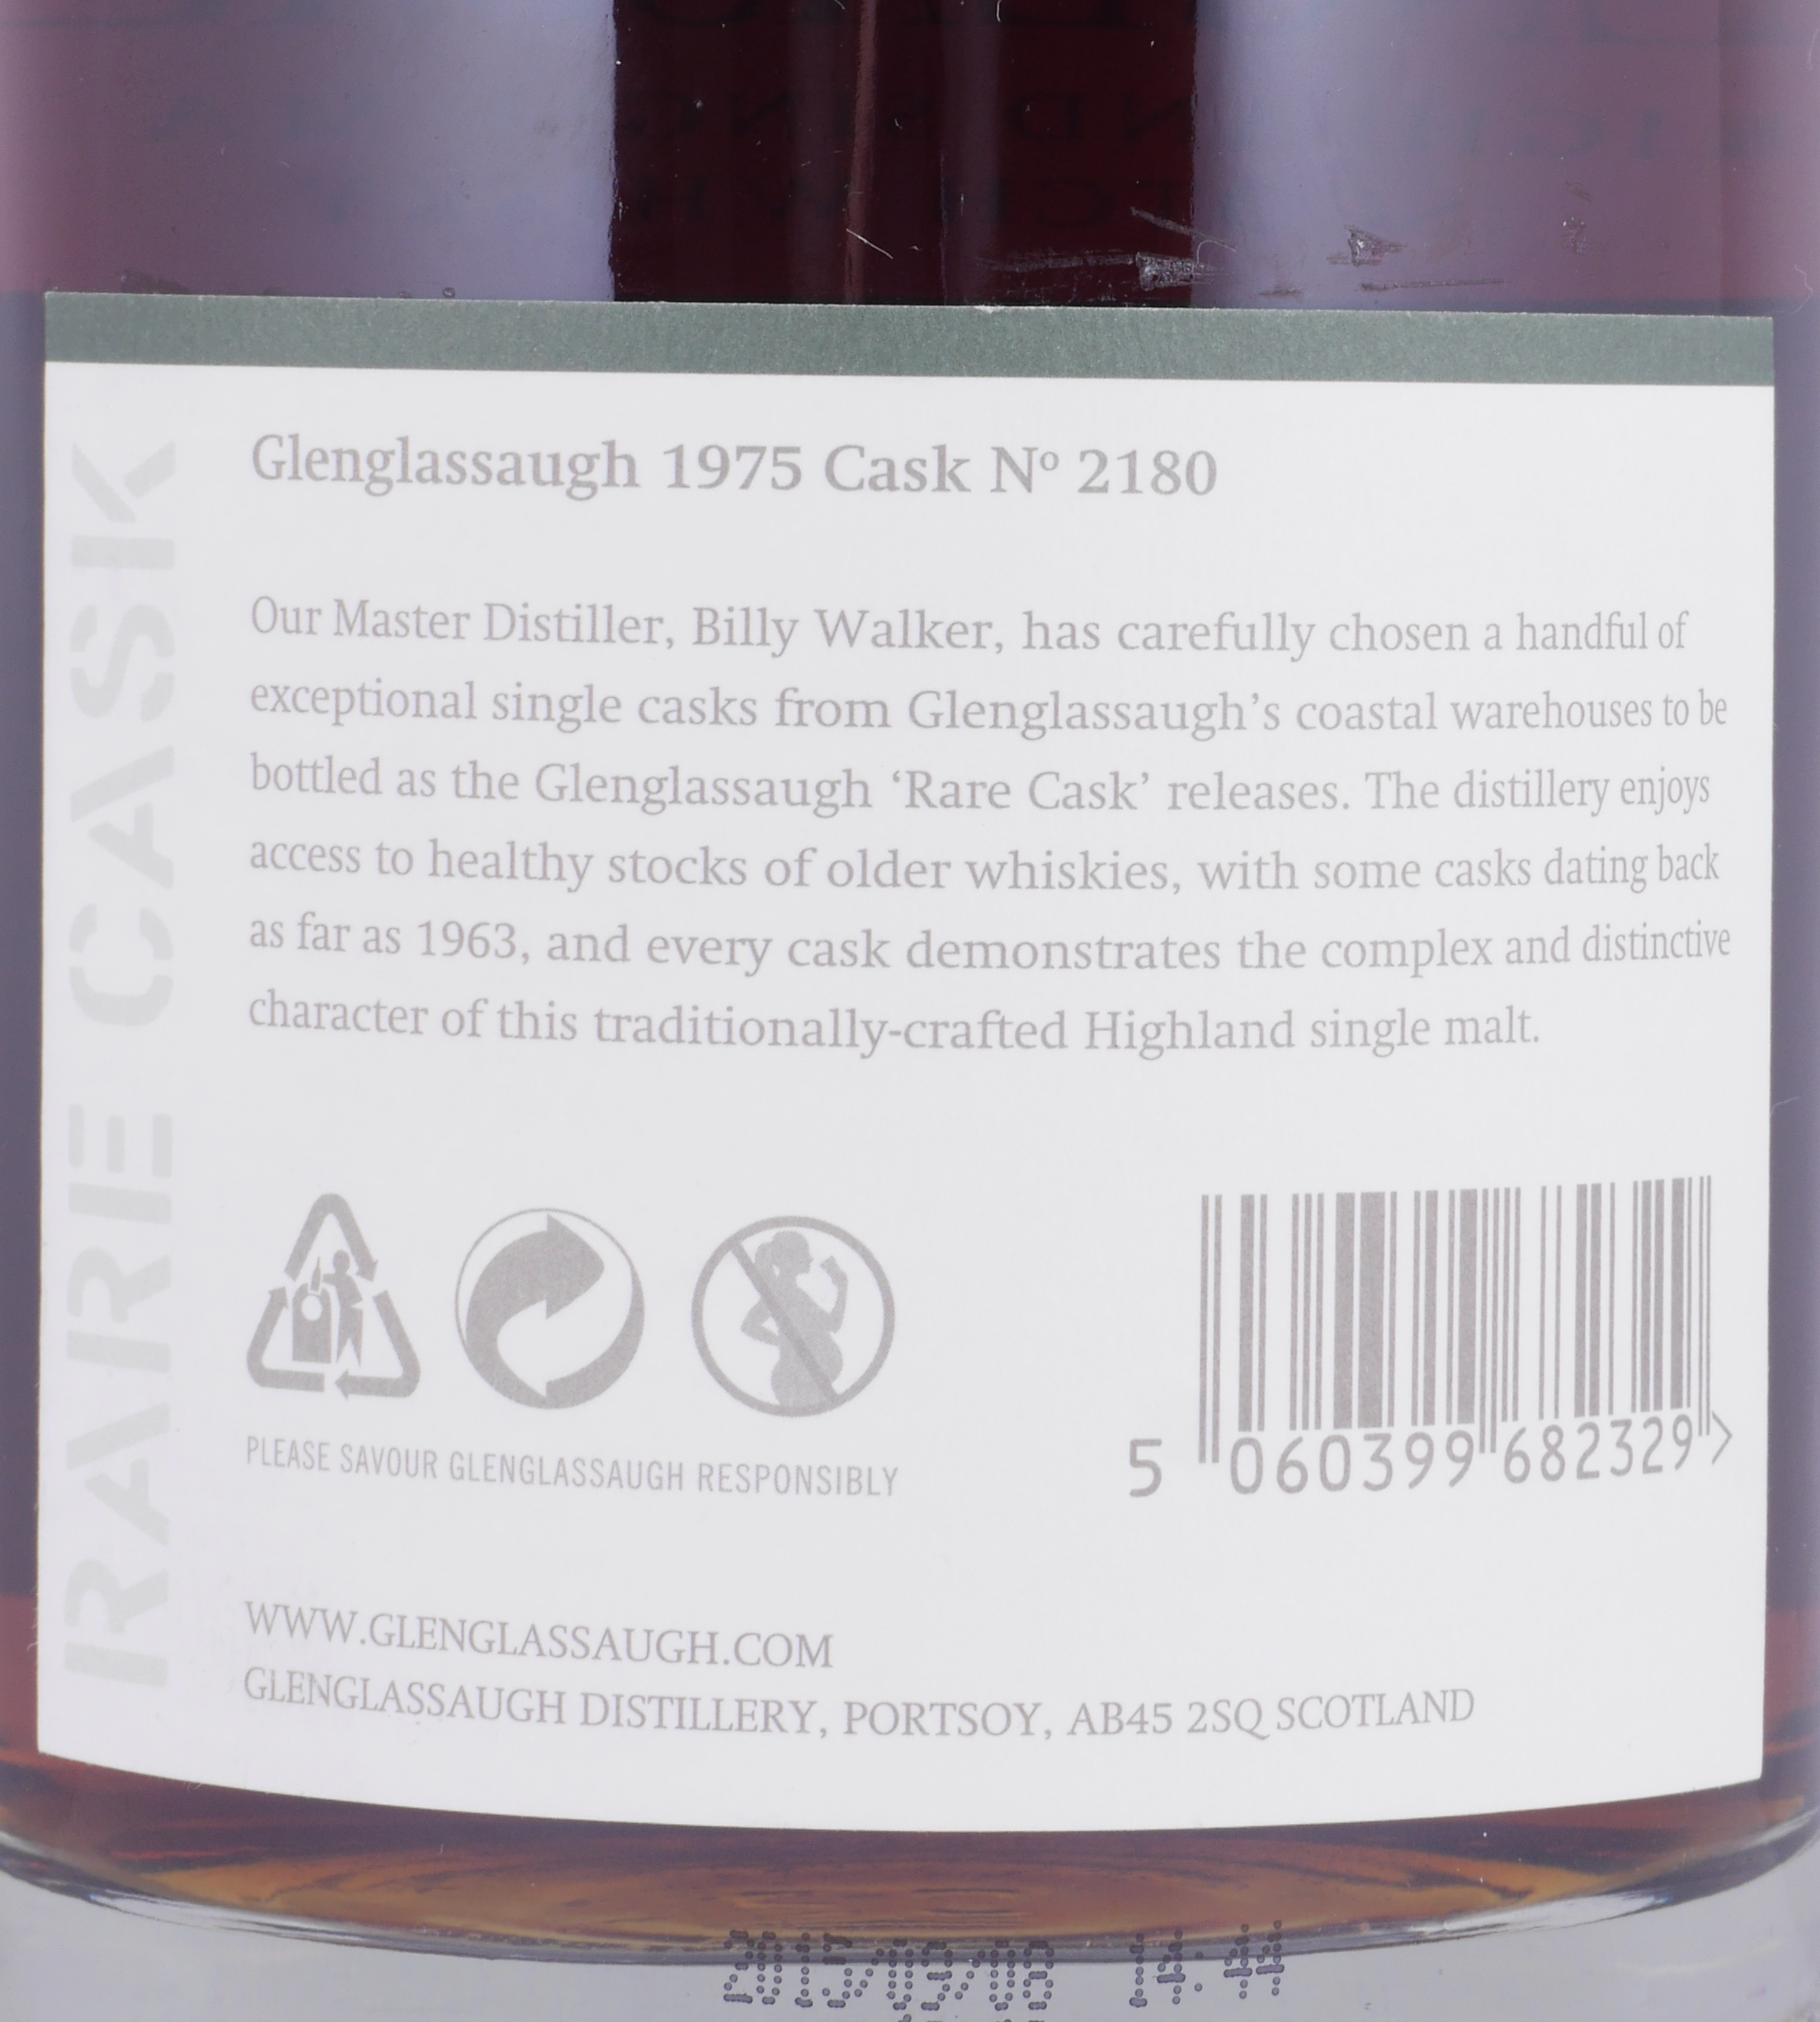 Glenglassaugh 1975 Cask Nº 2180
Our Master Distiller, Billy Walker, has carefully chosen a handful of
exceptional single casks from Glenglassaugh's coastal warehouses to be
bottled as the Glenglassaugh ‘Rare Cask’ releases. The distillery enjoys
access to healthy stocks of older whiskies, with some casks dating back
as far as 1963, and every cask demonstrates the complex and distinctive
character of this traditionally-crafted Highland single malt.
RARE CASK
PLEASE SAVOUR GLENGLASSAUGH RESPONSIBLY
5 060399 682329 >
WWW.GLENGLASSAUGH.COM
GLENGLASSAUGH DISTILLERY, PORTSOY, AB45 2SQ SCOTLAND